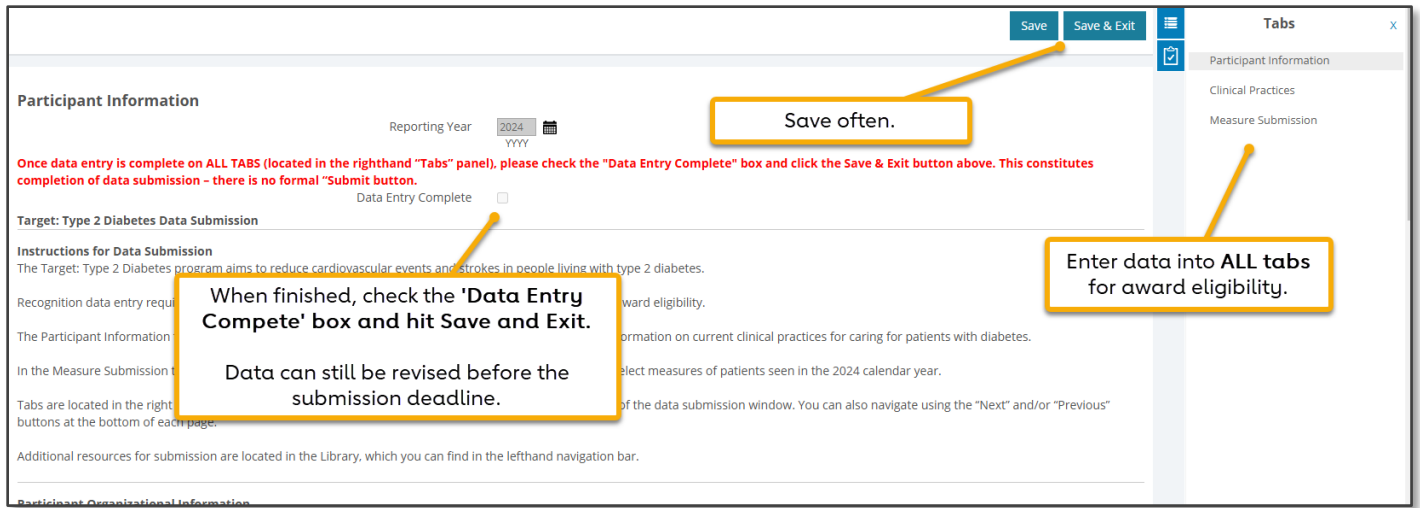 Save
Save & Exit
Tabs
X
Participant Information
Clinical Practices
Measure Submission
Participant Information
Reporting Year
2024
YYYY
Save often.
Once data entry is complete on ALL TABS (located in the righthand “Tabs” panel), please check the "Data Entry Complete" box and click the Save & Exit button above. This constitutes
completion of data submission – there is no formal “Submit button.
Data Entry Complete
Target: Type 2 Diabetes Data Submission
Instructions for Data Submission
The Target: Type 2 Diabetes program aims to reduce cardiovascular events and strokes in people living with type 2 diabetes.
Enter data into ALL tabs
for award eligibility.
When finished, check the 'Data Entry
Compete' box and hit Save and Exit.
Data can still be revised before the
submission deadline.
Recognition data entry requ
ward eligibility.
The Participant Information
ormation on current clinical practices for caring for patients with diabetes.
In the Measure Submission
elect measures of patients seen in the 2024 calendar year.
Tabs are located in the right
of the data submission window. You can also navigate using the “Next” and/or “Previous”
buttons at the bottom of each page.
Additional resources for submission are located in the Library, which you can find in the lefthand navigation bar.
Participant Organizational Information